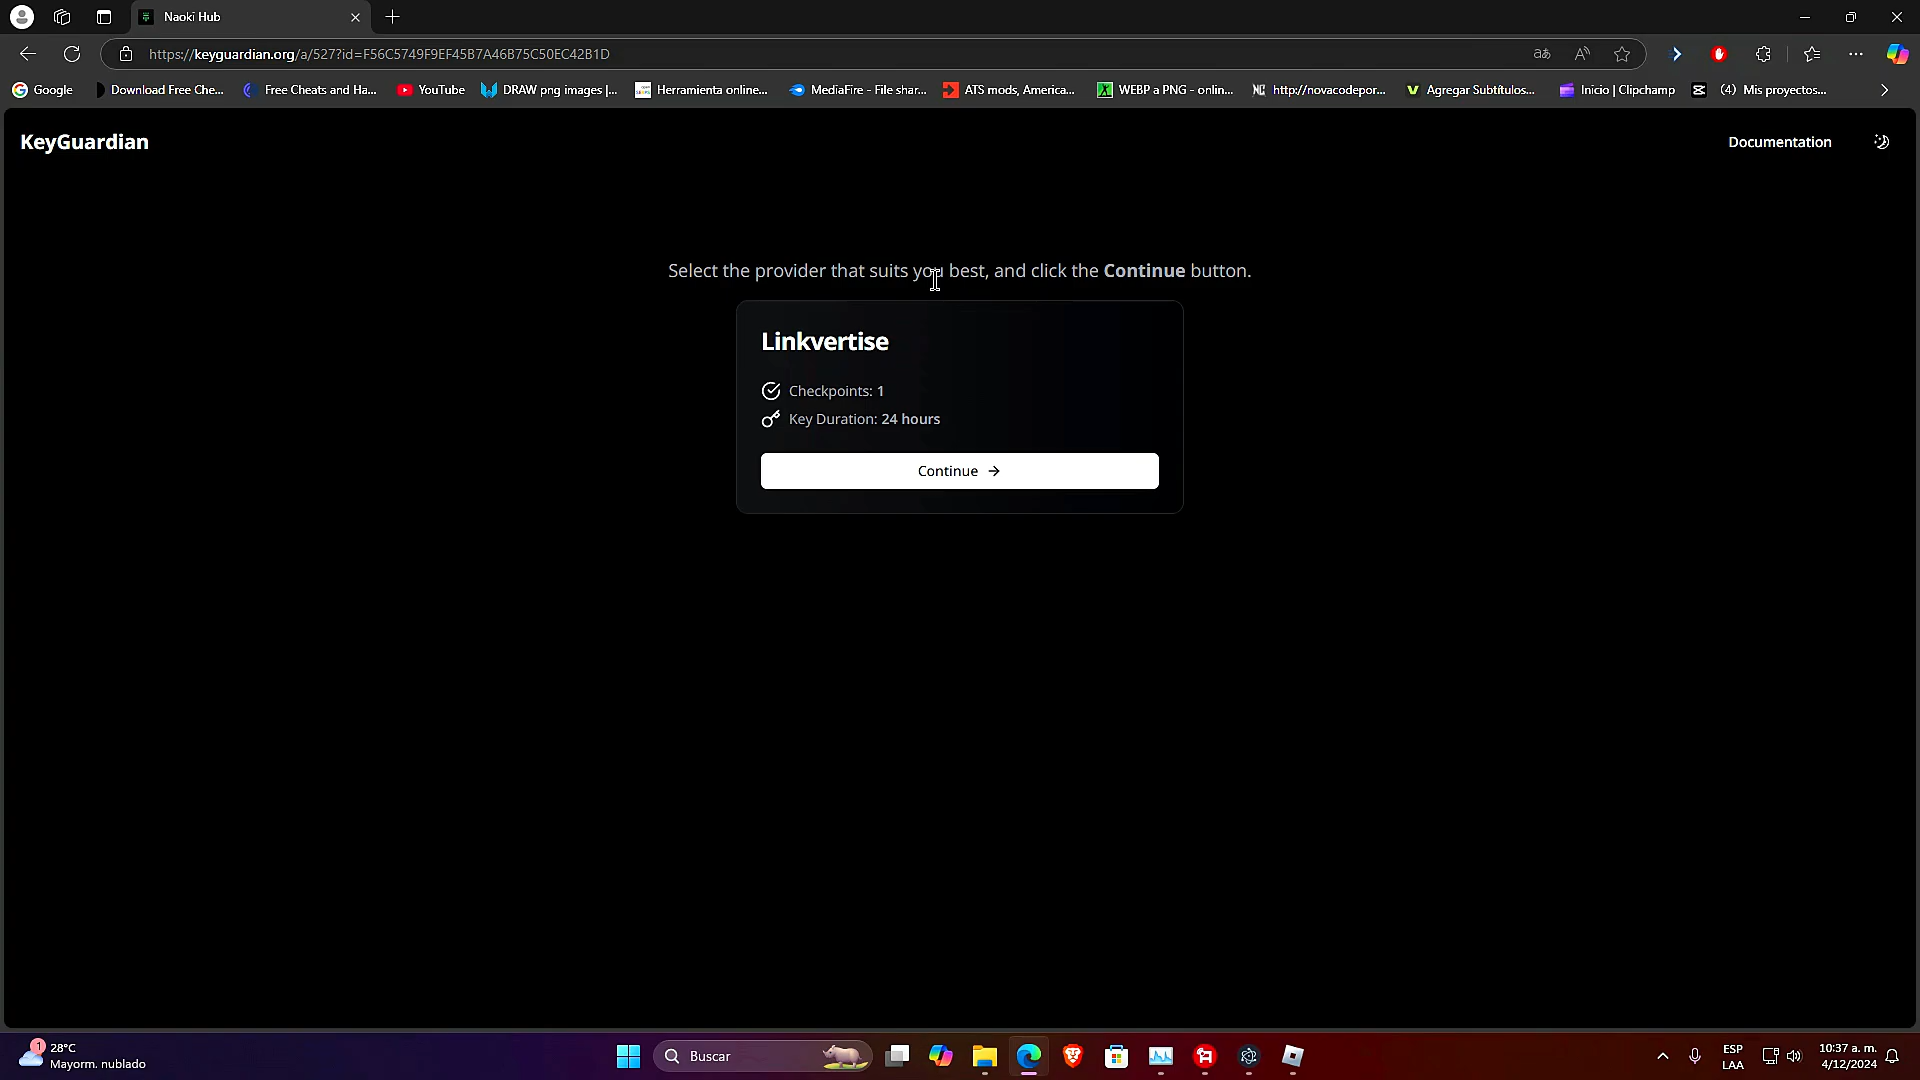 Naoki Hub
https://keyguardian.org/a/527?id=F56C5749F9EF45B7A46B75C50EC42B1D
Google
Download Free Che...
Free Cheats and Ha...
YouTube
DRAW png images |...
Herramienta online...
MediaFire - File shar...
ATS mods, America...
WEBP a PNG - onlin...
http://novacodepor...
Agregar Subtítulos...
Inicio | Clipchamp
(4) Mis proyectos...
KeyGuardian
Documentation
Select the provider that suits you best, and click the Continue button.
Linkvertise
Checkpoints: 1
Key Duration: 24 hours
Continue
1
28°C
Mayorm. nublado
Buscar
ESP
LAA
10:37 a. m.
4/12/2024